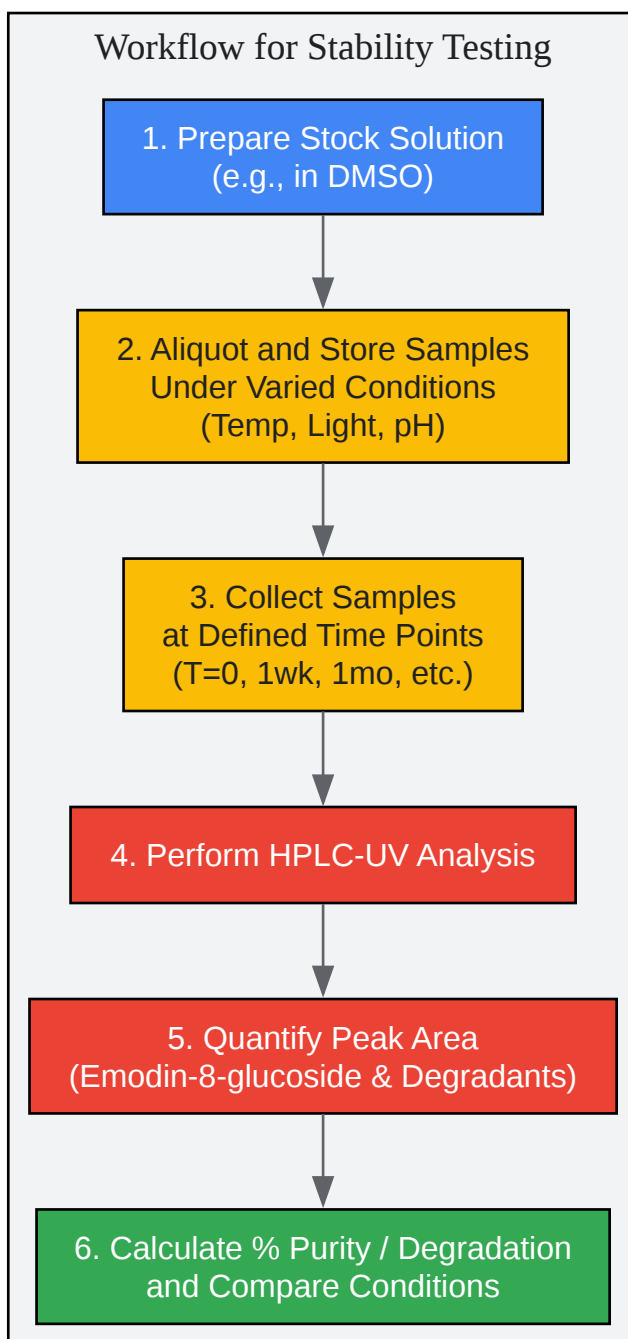 Workflow for Stability Testing
1. Prepare Stock Solution
(e.g., in DMSO)
2. Aliquot and Store Samples
Under Varied Conditions
(Temp, Light, pH)
3. Collect Samples
at Defined Time Points
(T=0, 1wk, 1mo, etc.)
4. Perform HPLC-UV Analysis
5. Quantify Peak Area
(Emodin-8-glucoside & Degradants)
6. Calculate % Purity / Degradation
and Compare Conditions